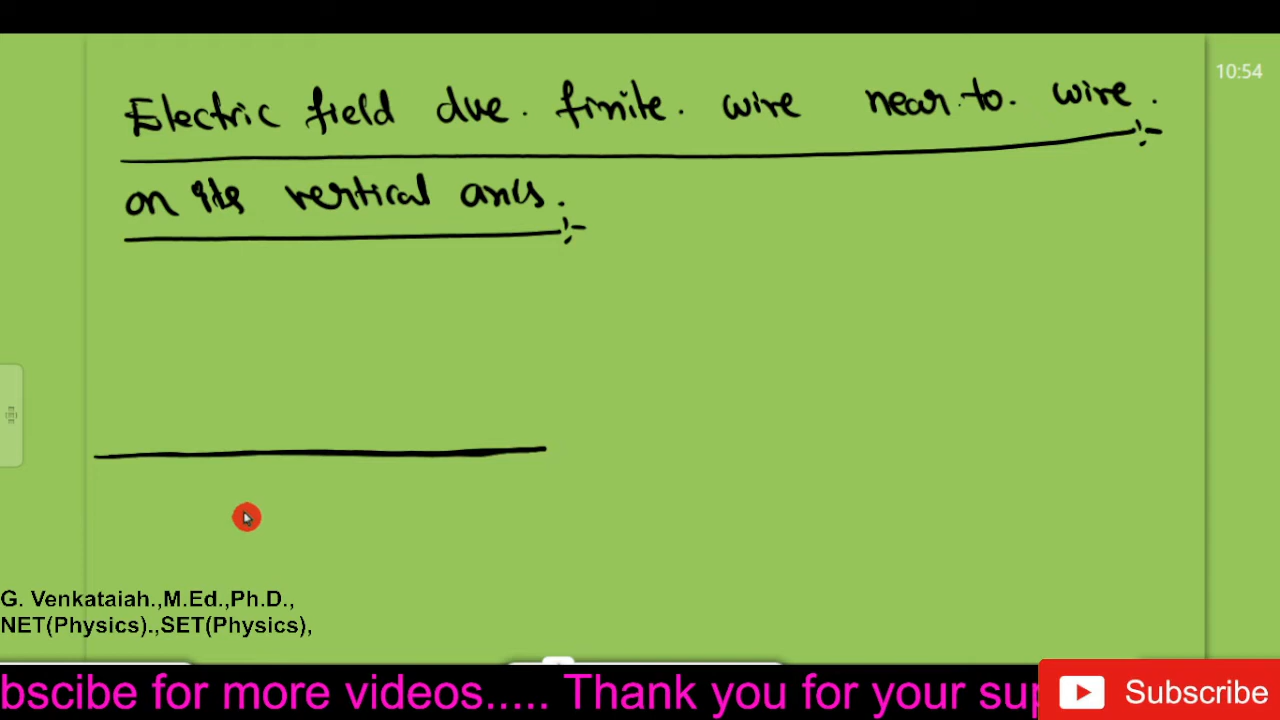 Electric field due. finite. wire near to. wire.
10:54
on its vertical axis.
G. Venkataiah.,M.Ed.,Ph.D.,
NET(Physics).,SET(Physics),
bscibe for more videos..... Thank you for your sup
Subscribe